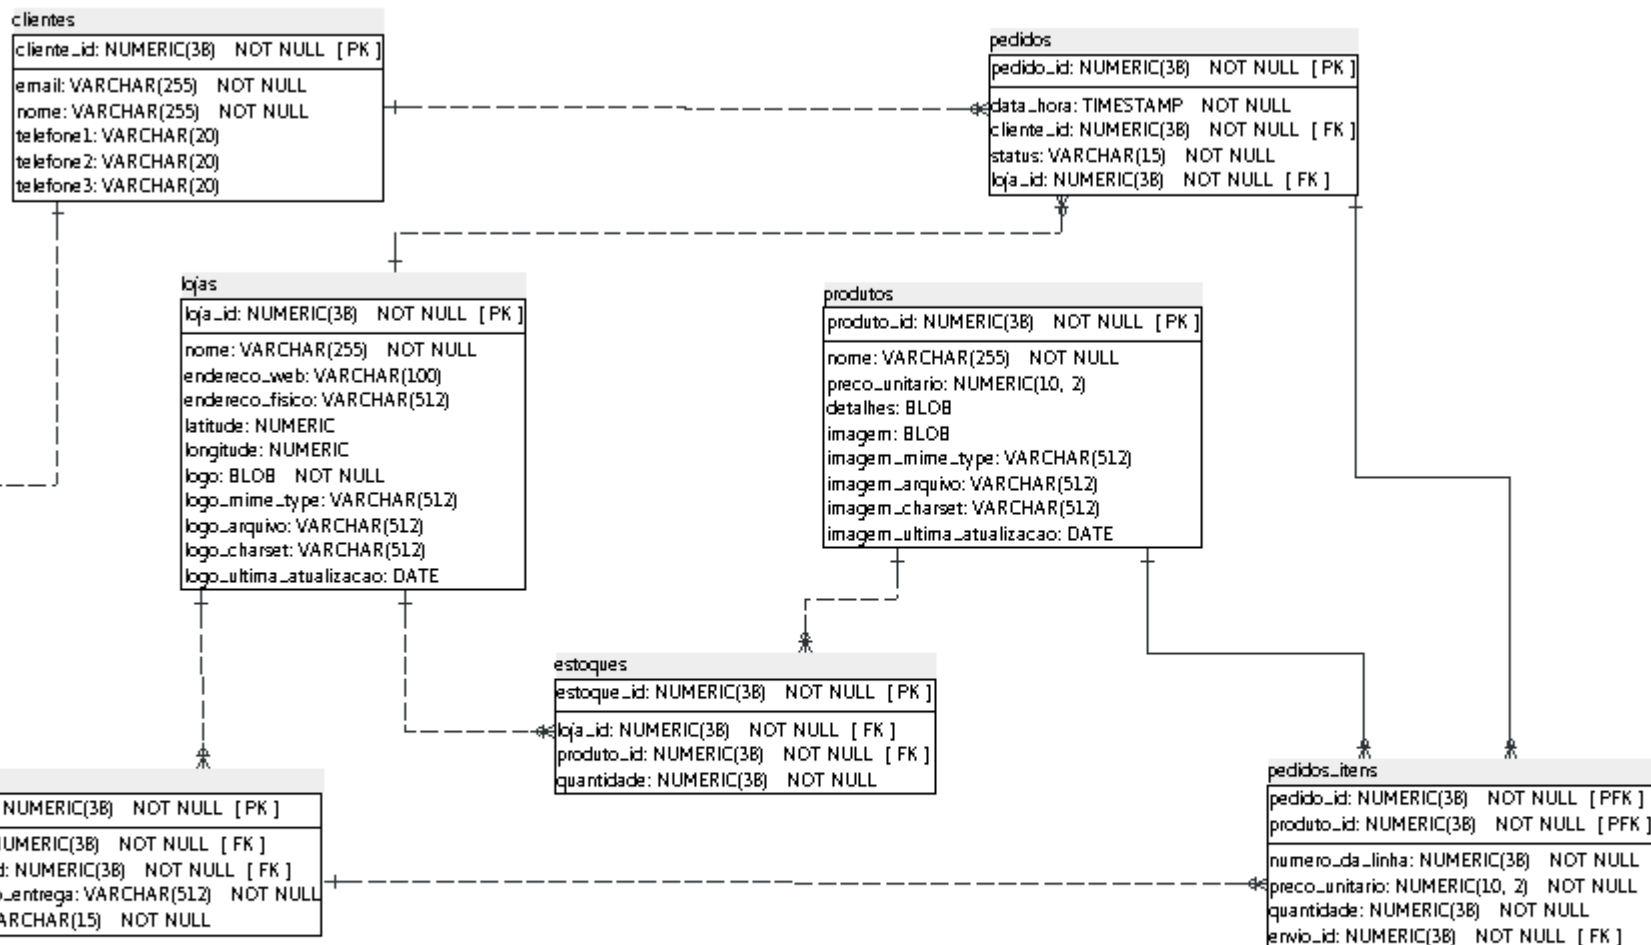 clientes
cliente_id: NUMERIC(38) NOT NULL [ PK ]
email: VARCHAR(255) NOT NULL
nome: VARCHAR(255) NOT NULL
telefone1: VARCHAR(20)
telefone2: VARCHAR(20)
telefone3: VARCHAR(20)
pedidos
pedido_id: NUMERIC(38) NOT NULL [ PK ]
data_hora: TIMESTAMP NOT NULL
cliente_id: NUMERIC(38) NOT NULL [ FK ]
status: VARCHAR(15) NOT NULL
loja_id: NUMERIC(38) NOT NULL [ FK ]
lojas
loja_id: NUMERIC(38) NOT NULL [ PK ]
nome: VARCHAR(255) NOT NULL
endereco_web: VARCHAR(100)
endereco_fisico: VARCHAR(512)
latitude: NUMERIC
longitude: NUMERIC
logo: BLOB NOT NULL
logo_mime_type: VARCHAR(512)
logo_arquivo: VARCHAR(512)
logo_charset: VARCHAR(512)
logo_ultima_atualizacao: DATE
produtos
produto_id: NUMERIC(38) NOT NULL [ PK ]
nome: VARCHAR(255) NOT NULL
preco_unitario: NUMERIC(10, 2)
detalhes: BLOB
imagem: BLOB
imagem_mime_type: VARCHAR(512)
imagem_arquivo: VARCHAR(512)
imagem_charset: VARCHAR(512)
imagem_ultima_atualizacao: DATE
estoques
estoque_id: NUMERIC(38) NOT NULL [ PK ]
loja_id: NUMERIC(38) NOT NULL [ FK ]
produto_id: NUMERIC(38) NOT NULL [ FK ]
quantidade: NUMERIC(38) NOT NULL
NUMERIC(38) NOT NULL [ PK ]
UMERIC(38) NOT NULL [ FK ]
d: NUMERIC(38) NOT NULL [ FK ]
o_entrega: VARCHAR(512) NOT NULL
ARCHAR(15) NOT NULL
pedidos_itens
pedido_id: NUMERIC(38) NOT NULL [ PFK ]
produto_id: NUMERIC(38) NOT NULL [ PFK ]
numero_da_linha: NUMERIC(38) NOT NULL
preco_unitario: NUMERIC(10, 2) NOT NULL
quantidade: NUMERIC(38) NOT NULL
envio_id: NUMERIC(38) NOT NULL [ FK ]